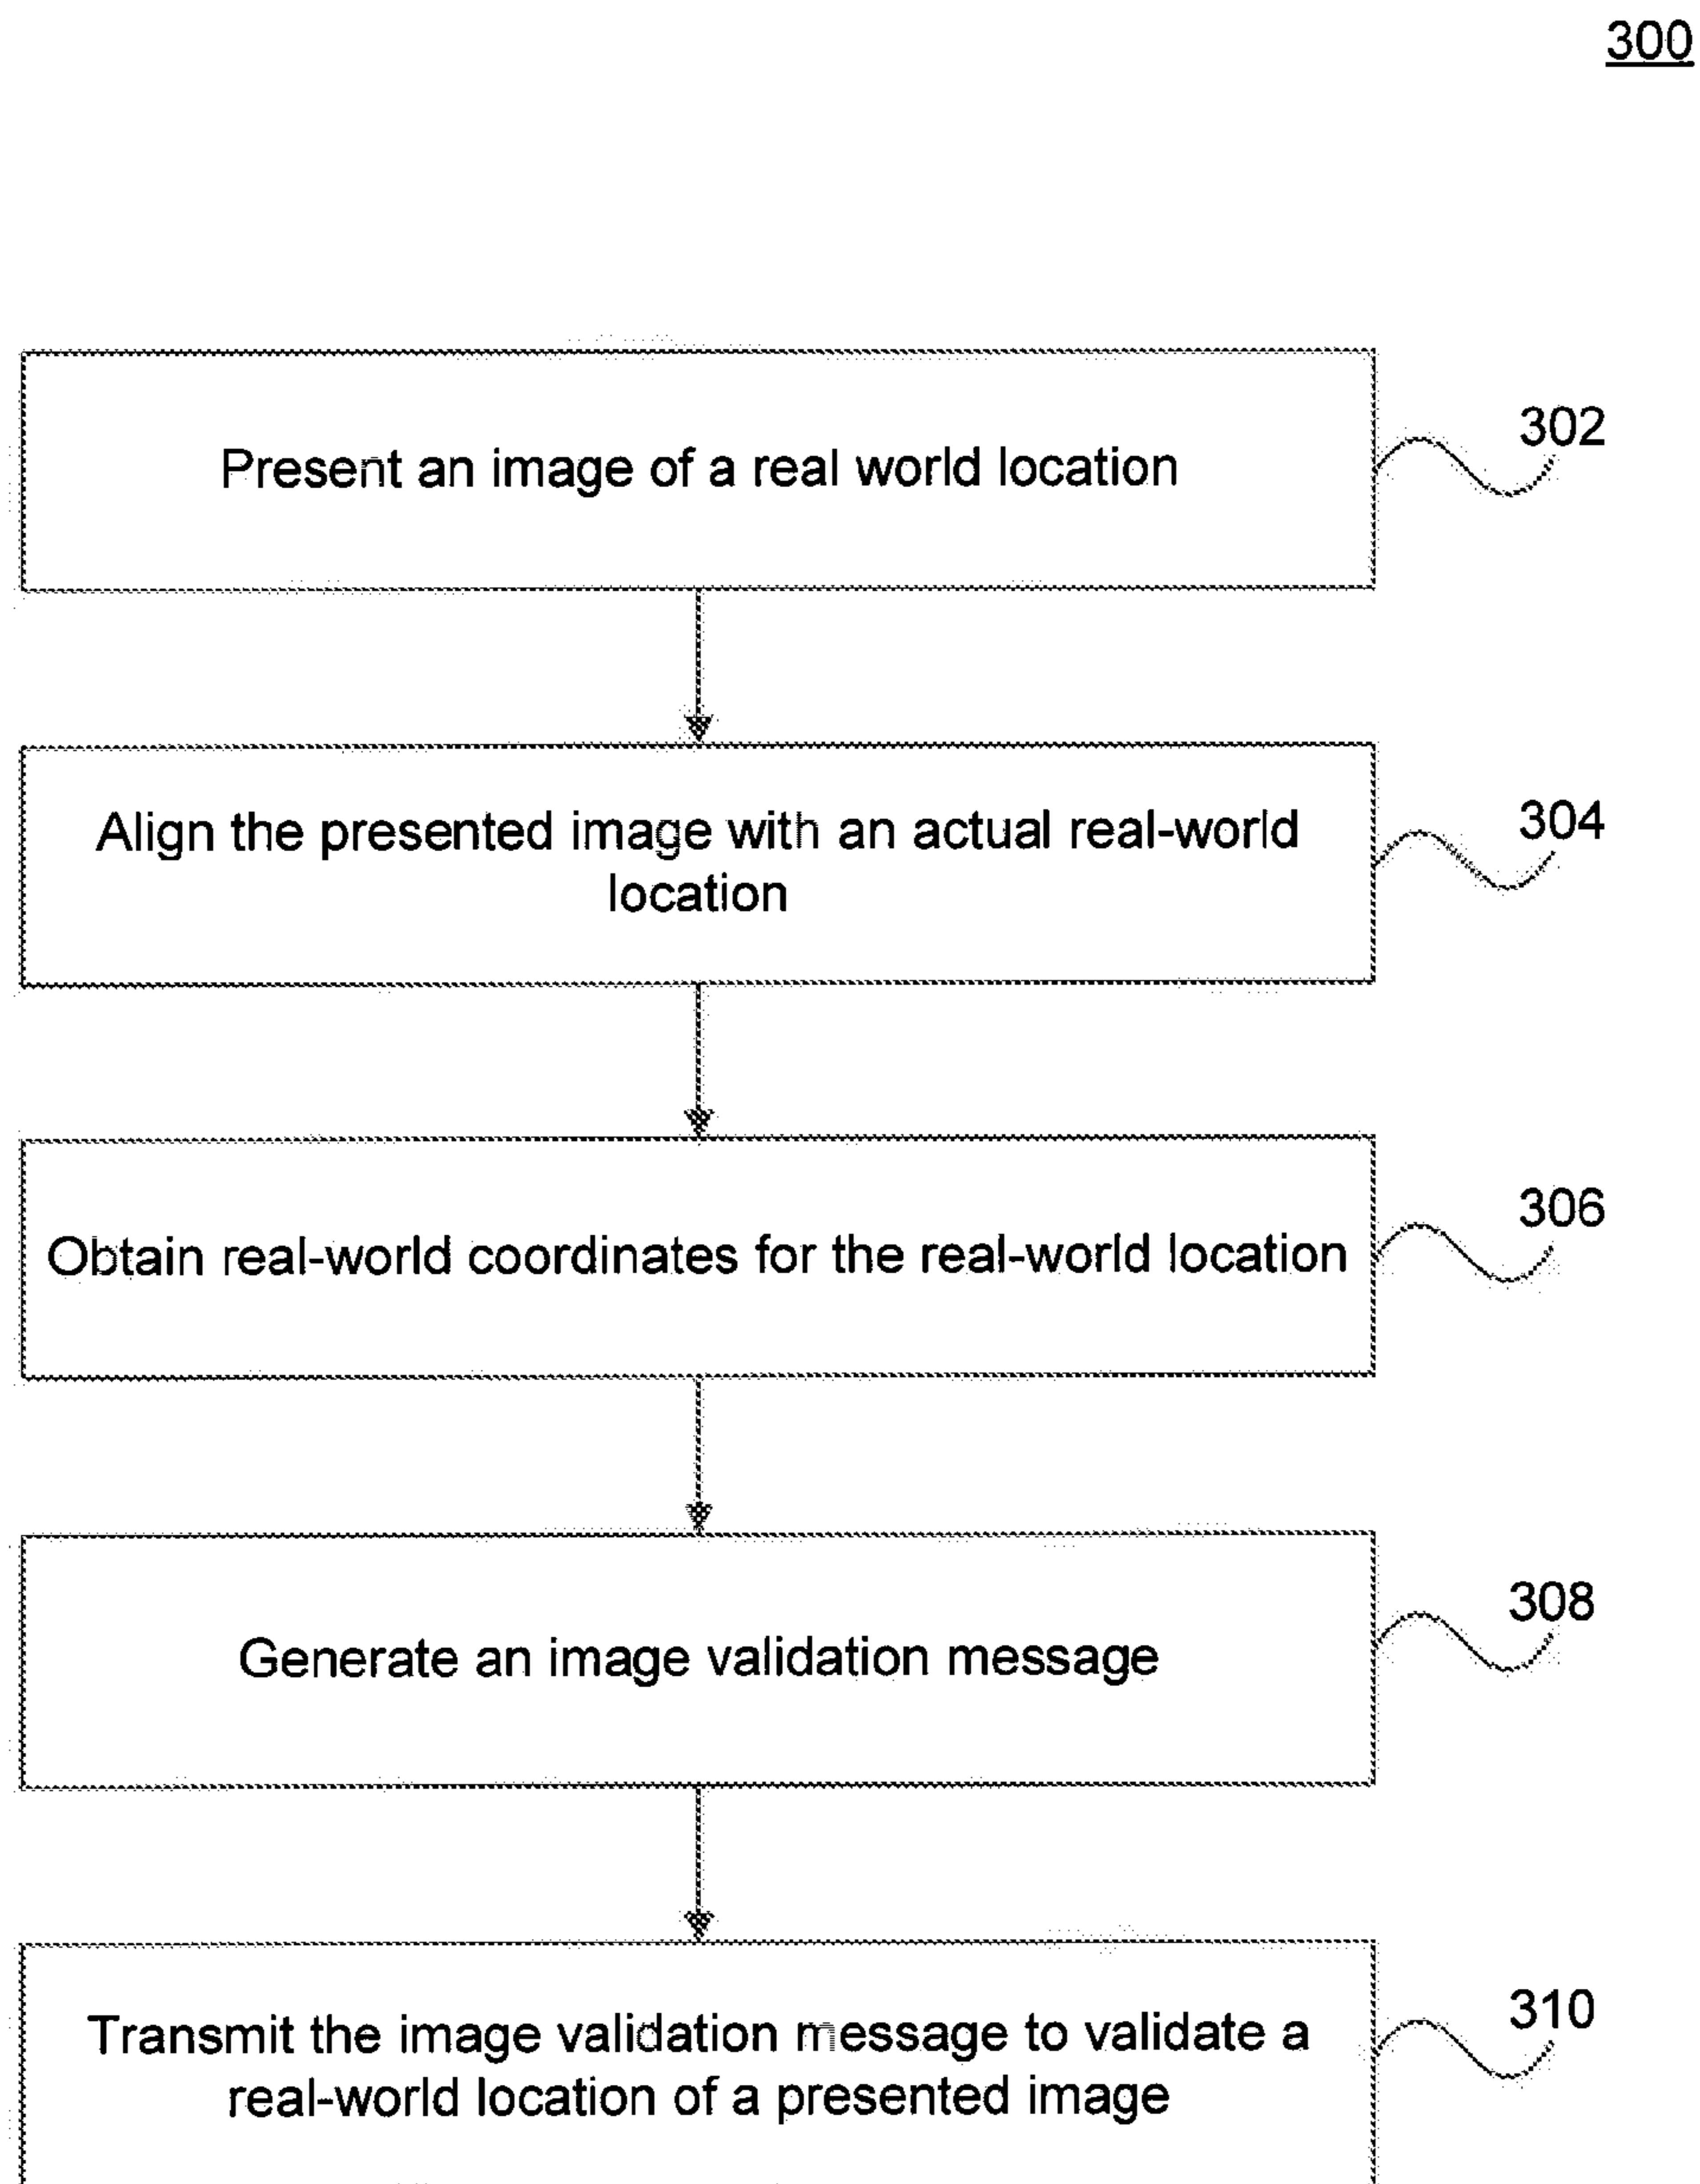 300
Present an image of a real world location
302
Align the presented image with an actual real-world
location
304
Obtain real-world coordinates for the real-world location
306
Generate an image validation message
308
Transmit the image validation message to validate a
real-world location of a presented image
310